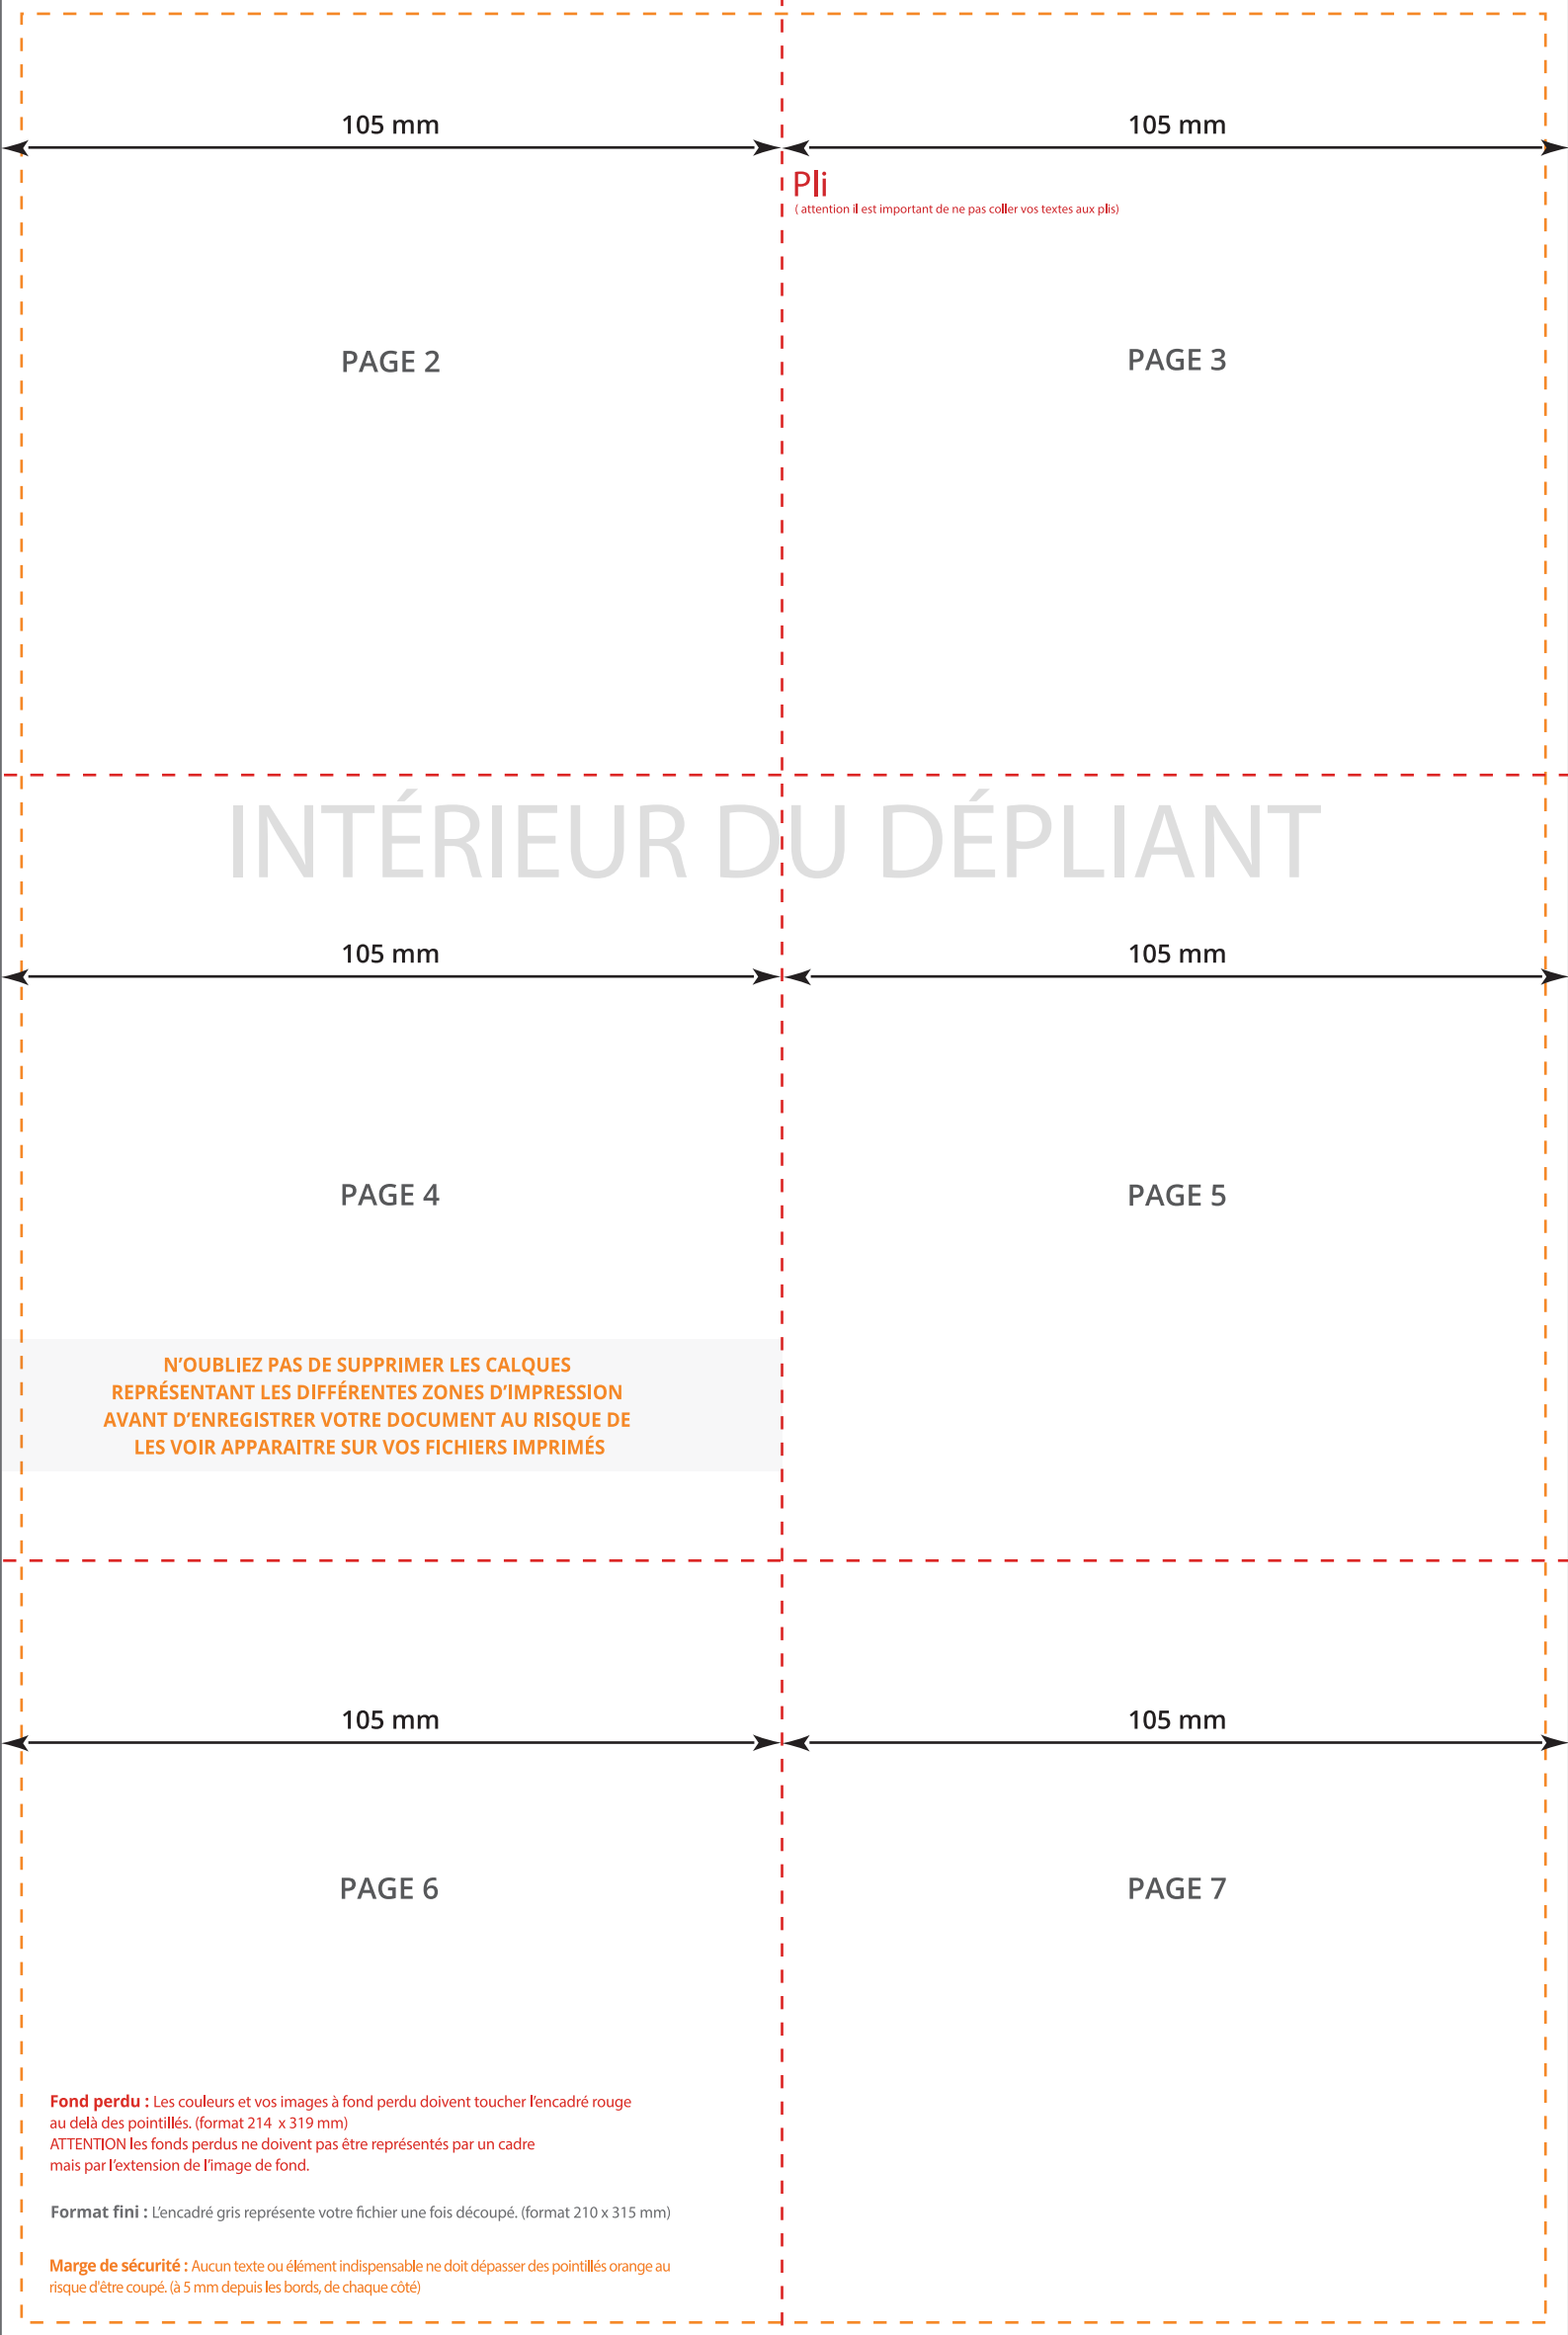 105 mm
105 mm
Pli
( attention il est important de ne pas coller vos textes aux plis)
PAGE 2
PAGE 3
INTÉRIEUR DU DÉPLIANT
105 mm
105 mm
PAGE 4
PAGE 5
N'OUBLIEZ PAS DE SUPPRIMER LES CALQUES
REPRÉSENTANT LES DIFFÉRENTES ZONES D'IMPRESSION
AVANT D'ENREGISTRER VOTRE DOCUMENT AU RISQUE DE
LES VOIR APPARAITRE SUR VOS FICHIERS IMPRIMÉS
105 mm
105 mm
PAGE 6
PAGE 7
Fond perdu : Les couleurs et vos images à fond perdu doivent toucher l'encadré rouge
au delà des pointillés. (format 214 x 319 mm)
ATTENTION les fonds perdus ne doivent pas être représentés par un cadre
mais par l'extension de l'image de fond.
Format fini : L'encadré gris représente votre fichier une fois découpé. (format 210 x 315 mm)
Marge de sécurité : Aucun texte ou élément indispensable ne doit dépasser des pointillés orange au
risque d'être coupé. (à 5 mm depuis les bords, de chaque côté)